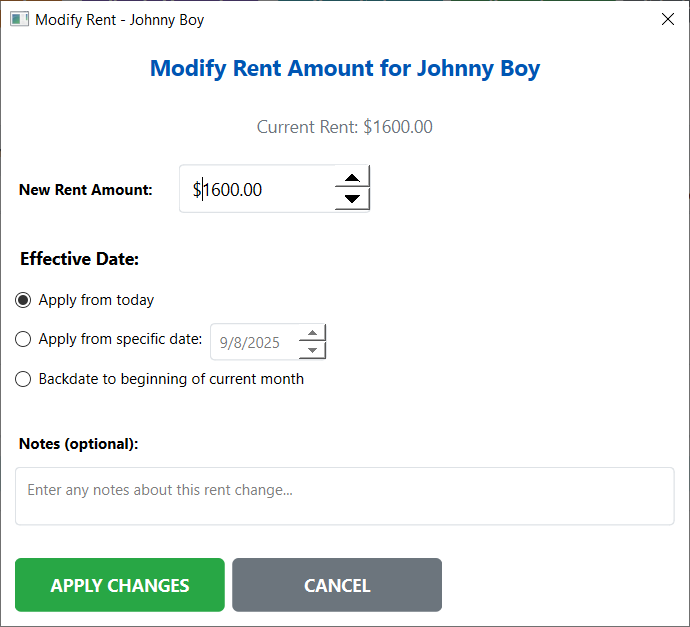 Modify Rent - Johnny Boy
Modify Rent Amount for Johnny Boy
Current Rent: $1600.00
New Rent Amount: $1600.00
Effective Date:
Apply from today
Apply from specific date: 9/8/2025
Backdate to beginning of current month
Notes (optional):
Enter any notes about this rent change...
APPLY CHANGES CANCEL